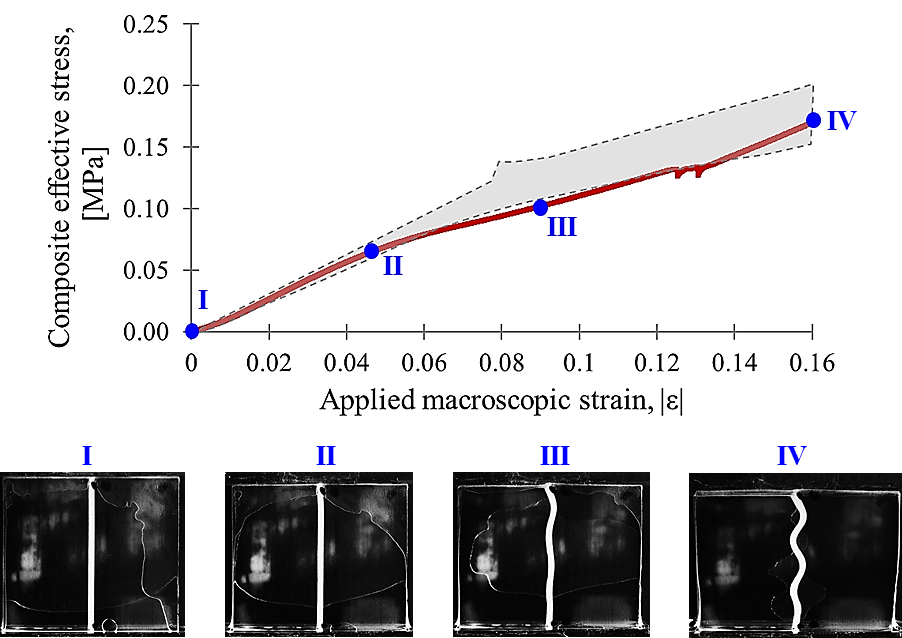 Composite effective stress,
[MPa]
0.25
0.20
0.15
0.10
0.05
0.00
I
II
III
IV
0
0.02
0.04
0.06
0.08
0.1
0.12
0.14
0.16
Applied macroscopic strain, |ε|
I
II
III
IV